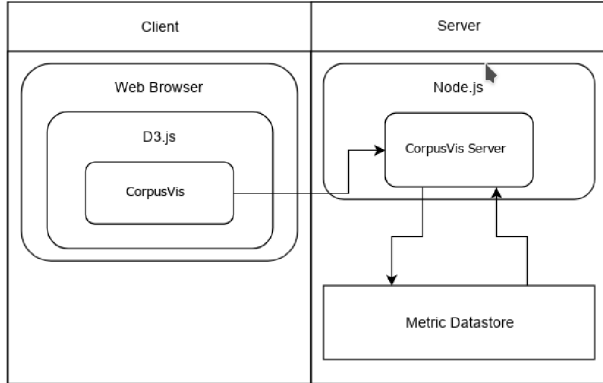 Client
Server
Web Browser
Node.js
D3.js
CorpusVis Server
CorpusVis
Metric Datastore